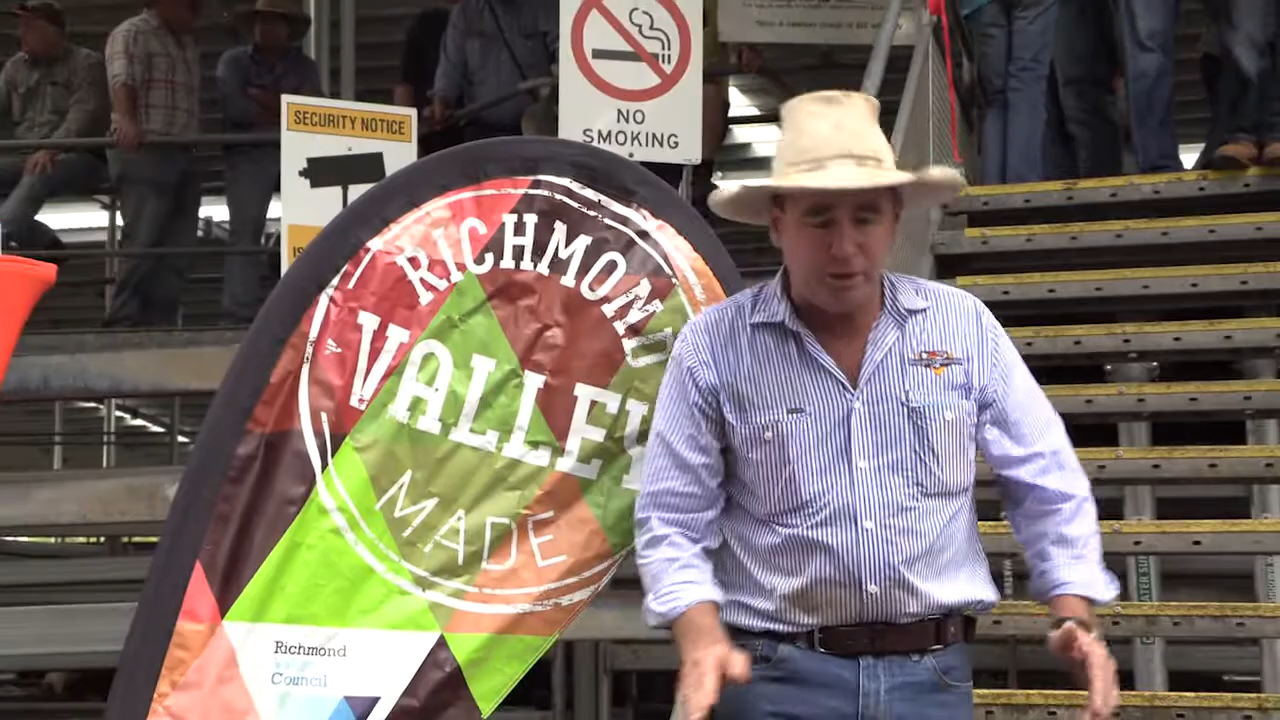 SECURITY NOTICE
NO
SMOKING
RICHMOND
VALLEY
MADE
Richmond
Council